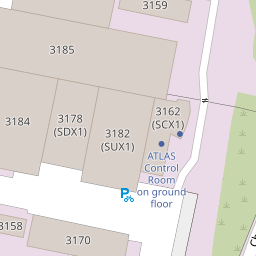 3159
3185
3162
(SCX1)
3178
(SDX1)
3184
3182
(SUX1)
ATLAS
Control
Room
on ground
floor
P
3158
3170